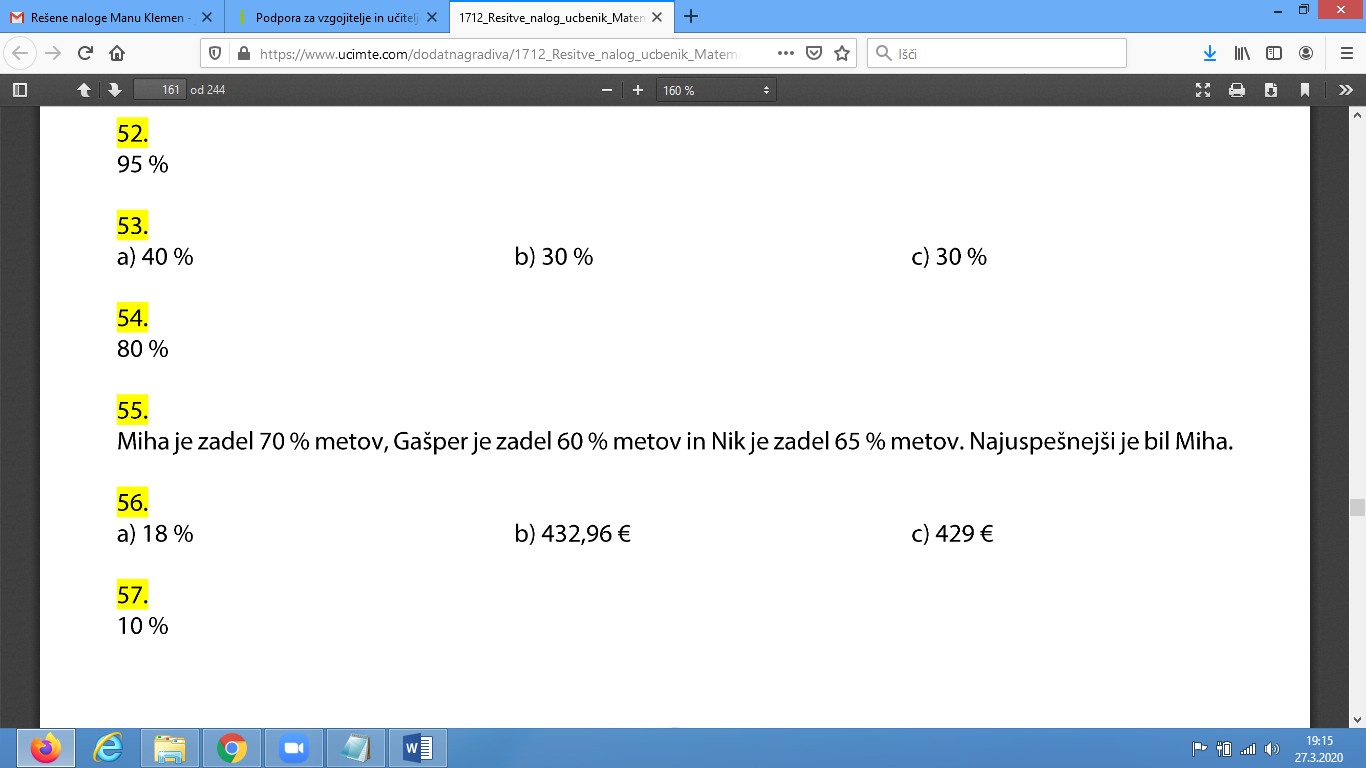 Rešene naloge Manu Klemen -
Podpora za vzgojitelje in učitelj
1712_Resitve_nalog_ucbenik_Matem
https://www.ucimte.com/dodatnagradiva/1712_Resitve_nalog_ucbenik_Matema
Išči
161 od 244
160 %
52.
95 %
53.
a) 40 % b) 30 % c) 30 %
54.
80 %
55.
Miha je zadel 70 % metov, Gašper je zadel 60 % metov in Nik je zadel 65 % metov. Najuspešnejši je bil Miha.
56.
a) 18 % b) 432,96 € c) 429 €
57.
10 %
19:15
27.3.2020